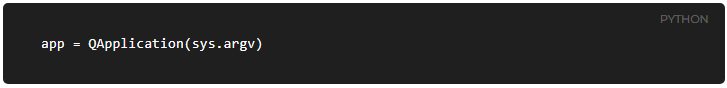 PYTHON
app = QApplication(sys.argv)